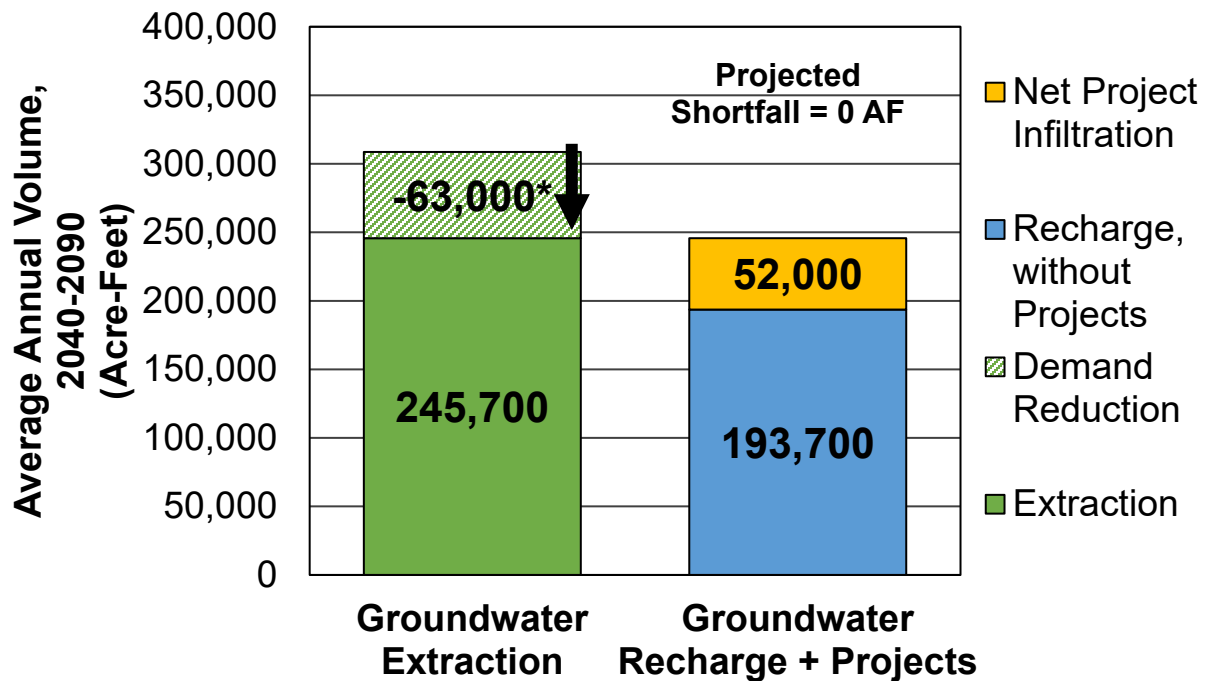 Average Annual Volume,
2040-2090
(Acre-Feet)
400,000
350,000
300,000
250,000
200,000
150,000
100,000
50,000
0
Projected
Shortfall = 0 AF
-63,000*
245,700
52,000
193,700
Groundwater
Extraction
Groundwater
Recharge + Projects
Net Project
Infiltration
Recharge,
without
Projects
Demand
Reduction
Extraction